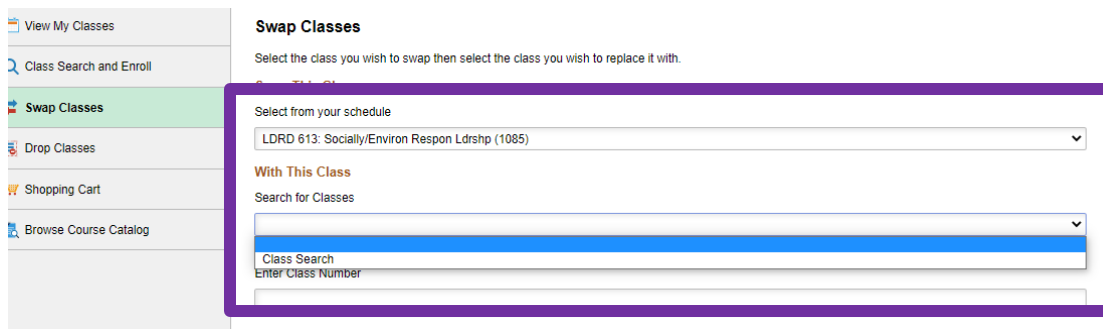 View My Classes
Class Search and Enroll
Swap Classes
Drop Classes
Shopping Cart
Browse Course Catalog
Swap Classes
Select the class you wish to swap then select the class you wish to replace it with.
Select from your schedule
LDRD 613: Socially/Environ Respon Ldrshp (1085)
With This Class
Search for Classes
Class Search
Enter Class Number